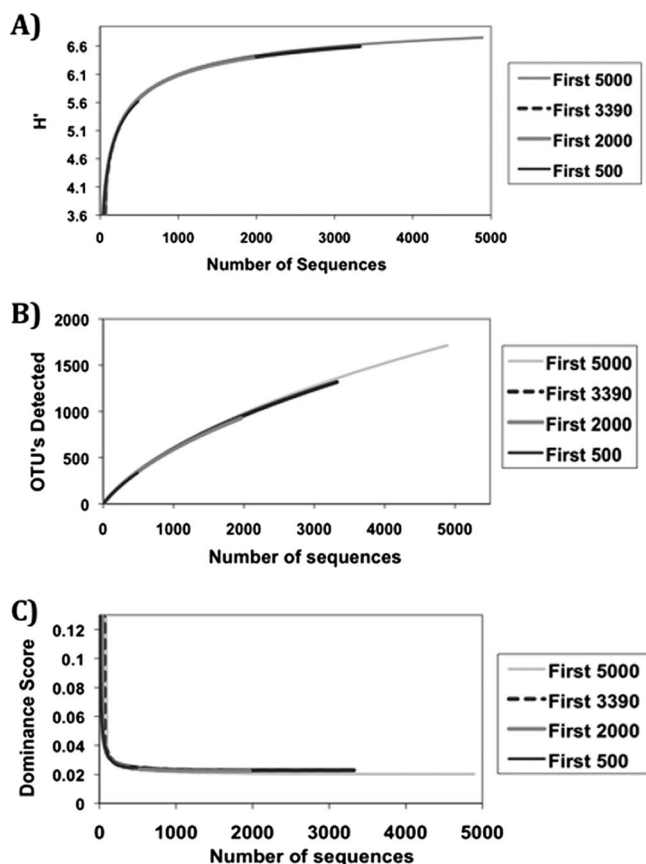 A)
6.6
6.1
5.6
5.1
4.6
4.1
3.6
H'
0 1000 2000 3000 4000 5000
Number of Sequences
First 5000
First 3390
First 2000
First 500
B)
2000
1500
1000
500
0
OTU's Detected
0 1000 2000 3000 4000 5000
Number of sequences
First 5000
First 3390
First 2000
First 500
C)
0.12
0.1
0.08
0.06
0.04
0.02
0
Dominance Score
0 1000 2000 3000 4000 5000
Number of sequences
First 5000
First 3390
First 2000
First 500